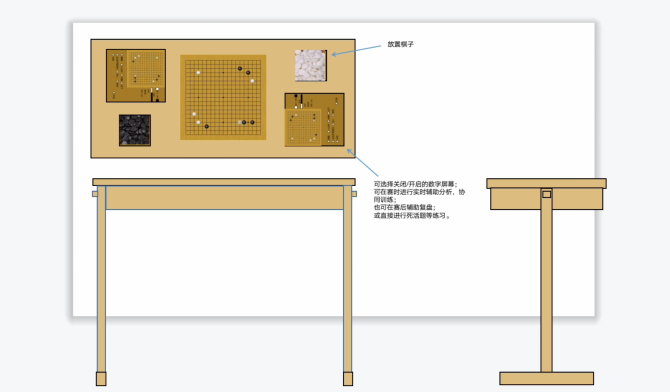 放置棋子
可选择关闭/开启的数字屏幕；
可在赛时进行实时辅助分析，协
同训练；
也可在赛后辅助复盘；
或直接进行死活题等练习。